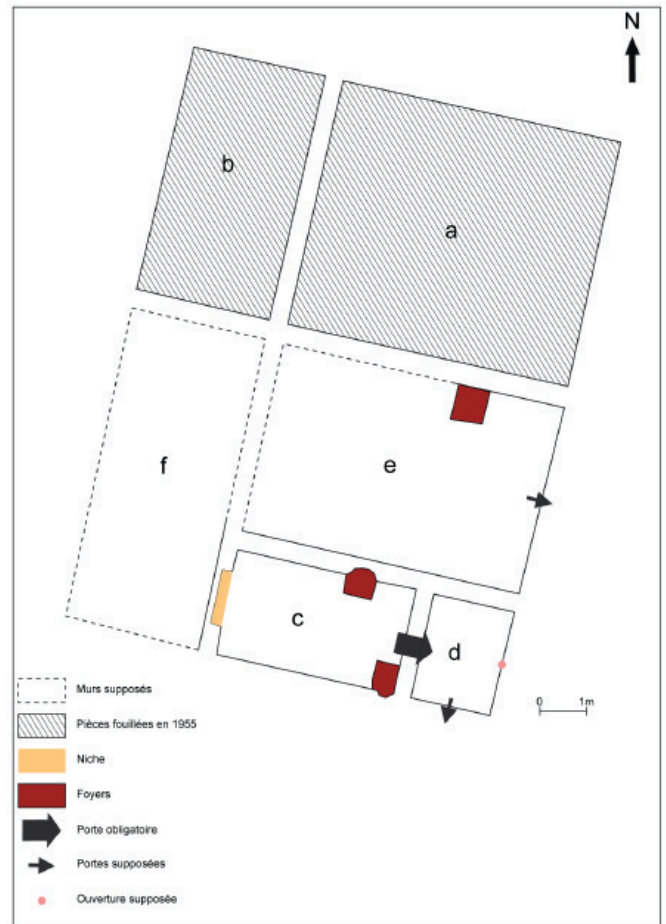 N
b
a
f
e
c
d
0 1m
Murs supposés
Pièces fouillées en 1955
Niche
Foyers
Porte obligatoire
Portes supposées
Ouverture supposée